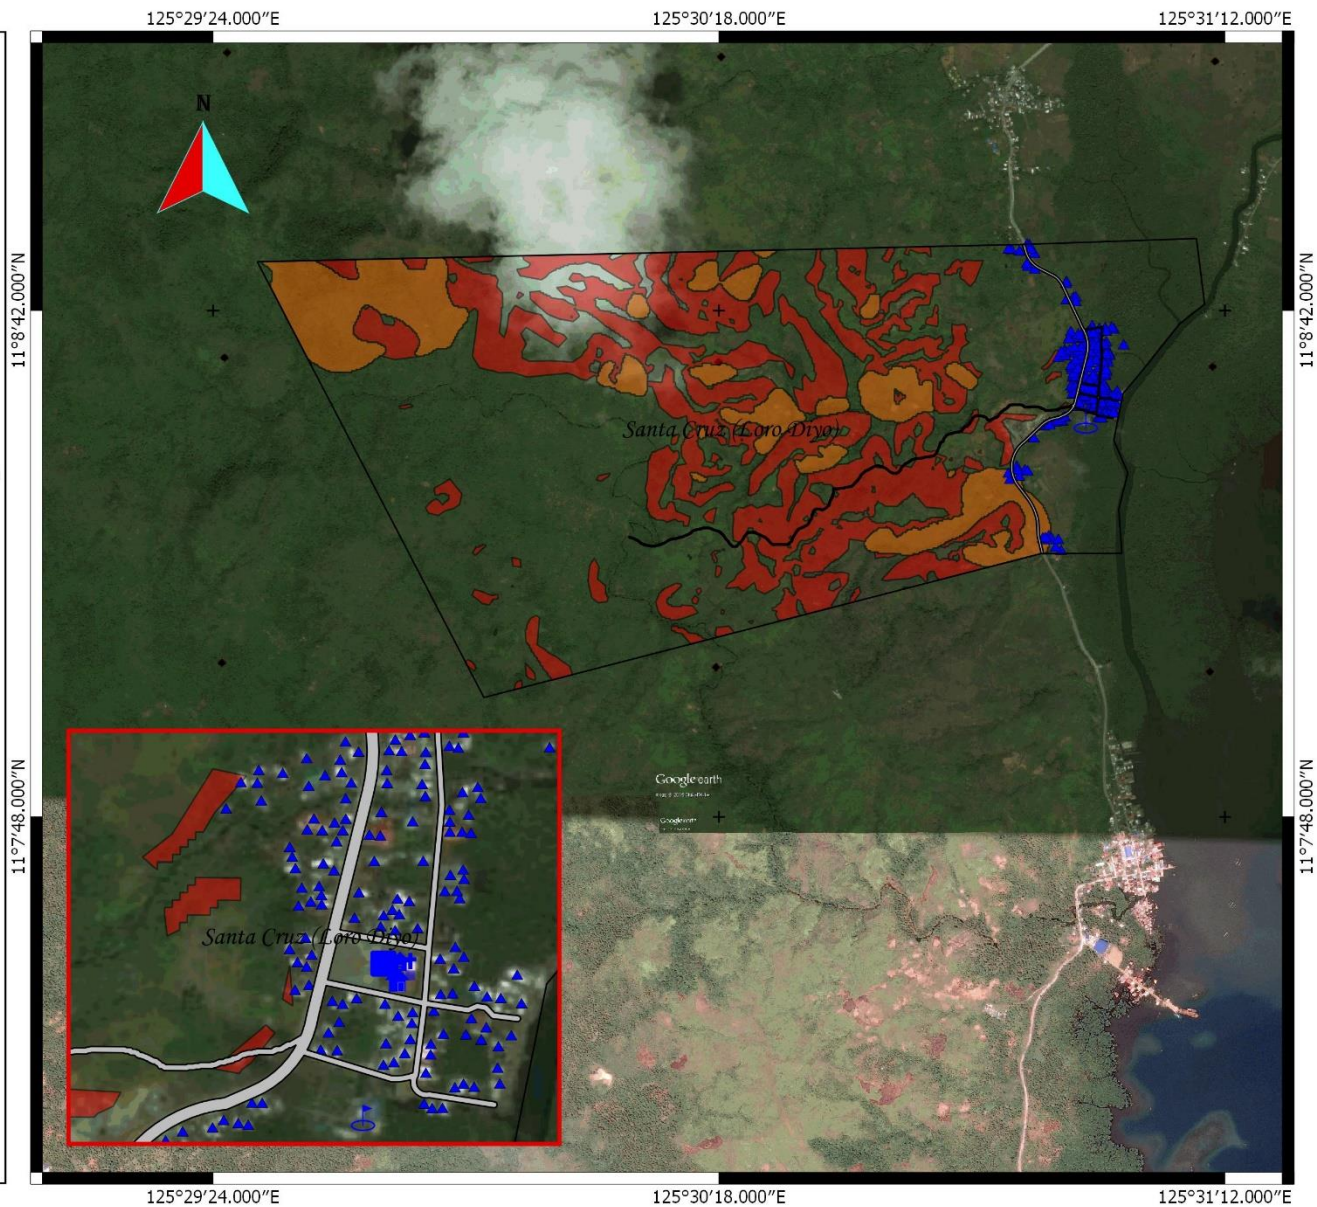 125°29′24.000″E 125°30′18.000″E 125°31′12.000″E
N
11°8′42.000″N 11°8′42.000″N
Santa Cruz (Loro Diyo)
11°7′48.000″N 11°7′48.000″N
Google earth
Google earth
Santa Cruz (Loro Diyo)
125°29′24.000″E 125°30′18.000″E 125°31′12.000″E